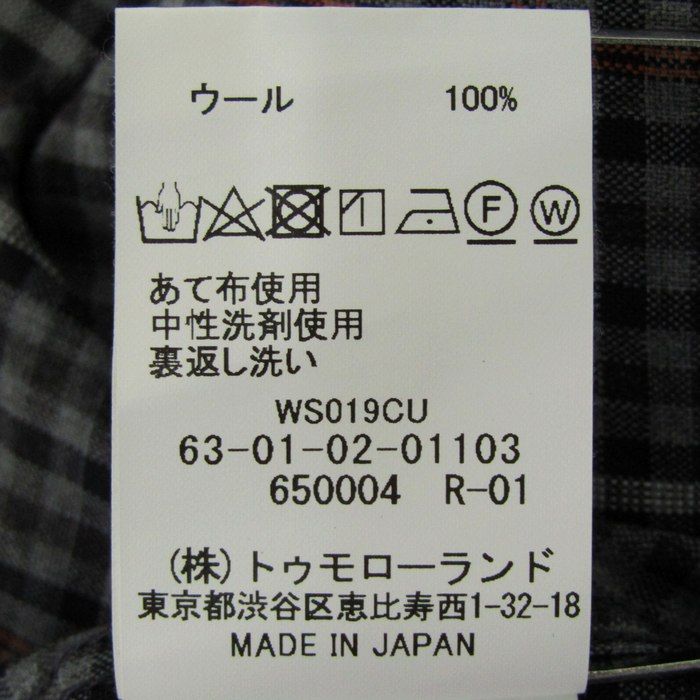 ウール 100%
F W
あて布使用
中性洗剤使用
裏返し洗い
WS019CU
63-01-02-01103
650004 R-01
(株)トゥモローランド
東京都渋谷区恵比寿西1-32-18
MADE IN JAPAN